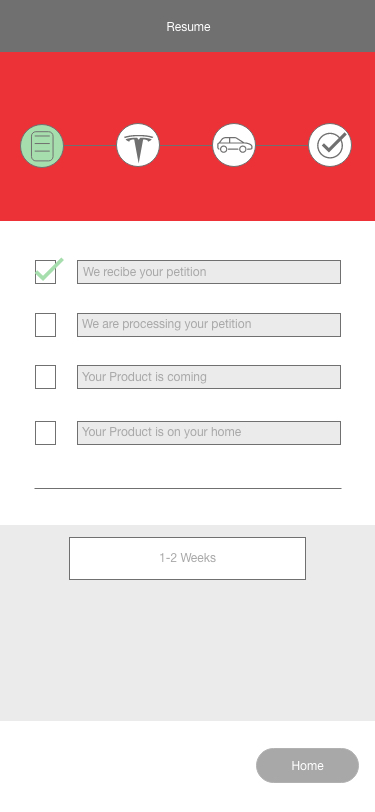 Resume
We recibe your petition
We are processing your petition
Your Product is coming
Your Product is on your home
1-2 Weeks
Home